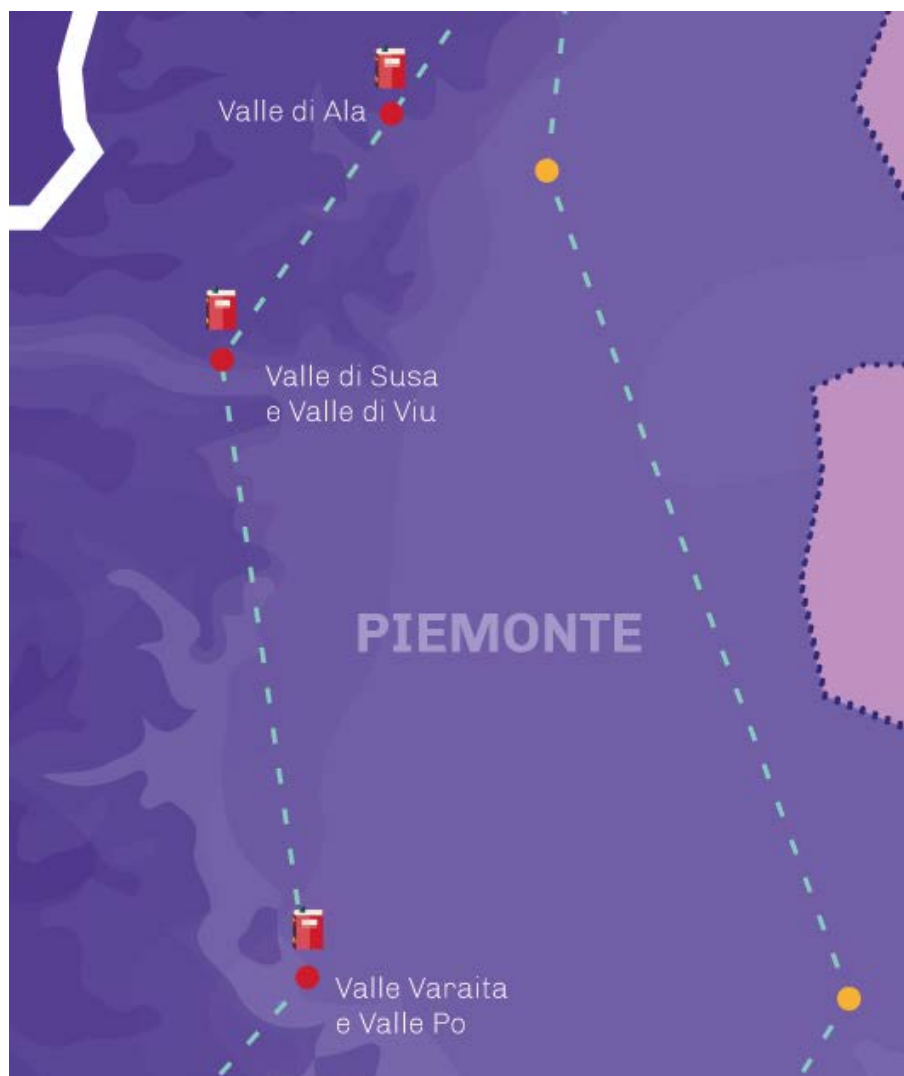 Valle di Ala
Valle di Susa
e Valle di Viu
PIEMONTE
Valle Varaita
e Valle Po